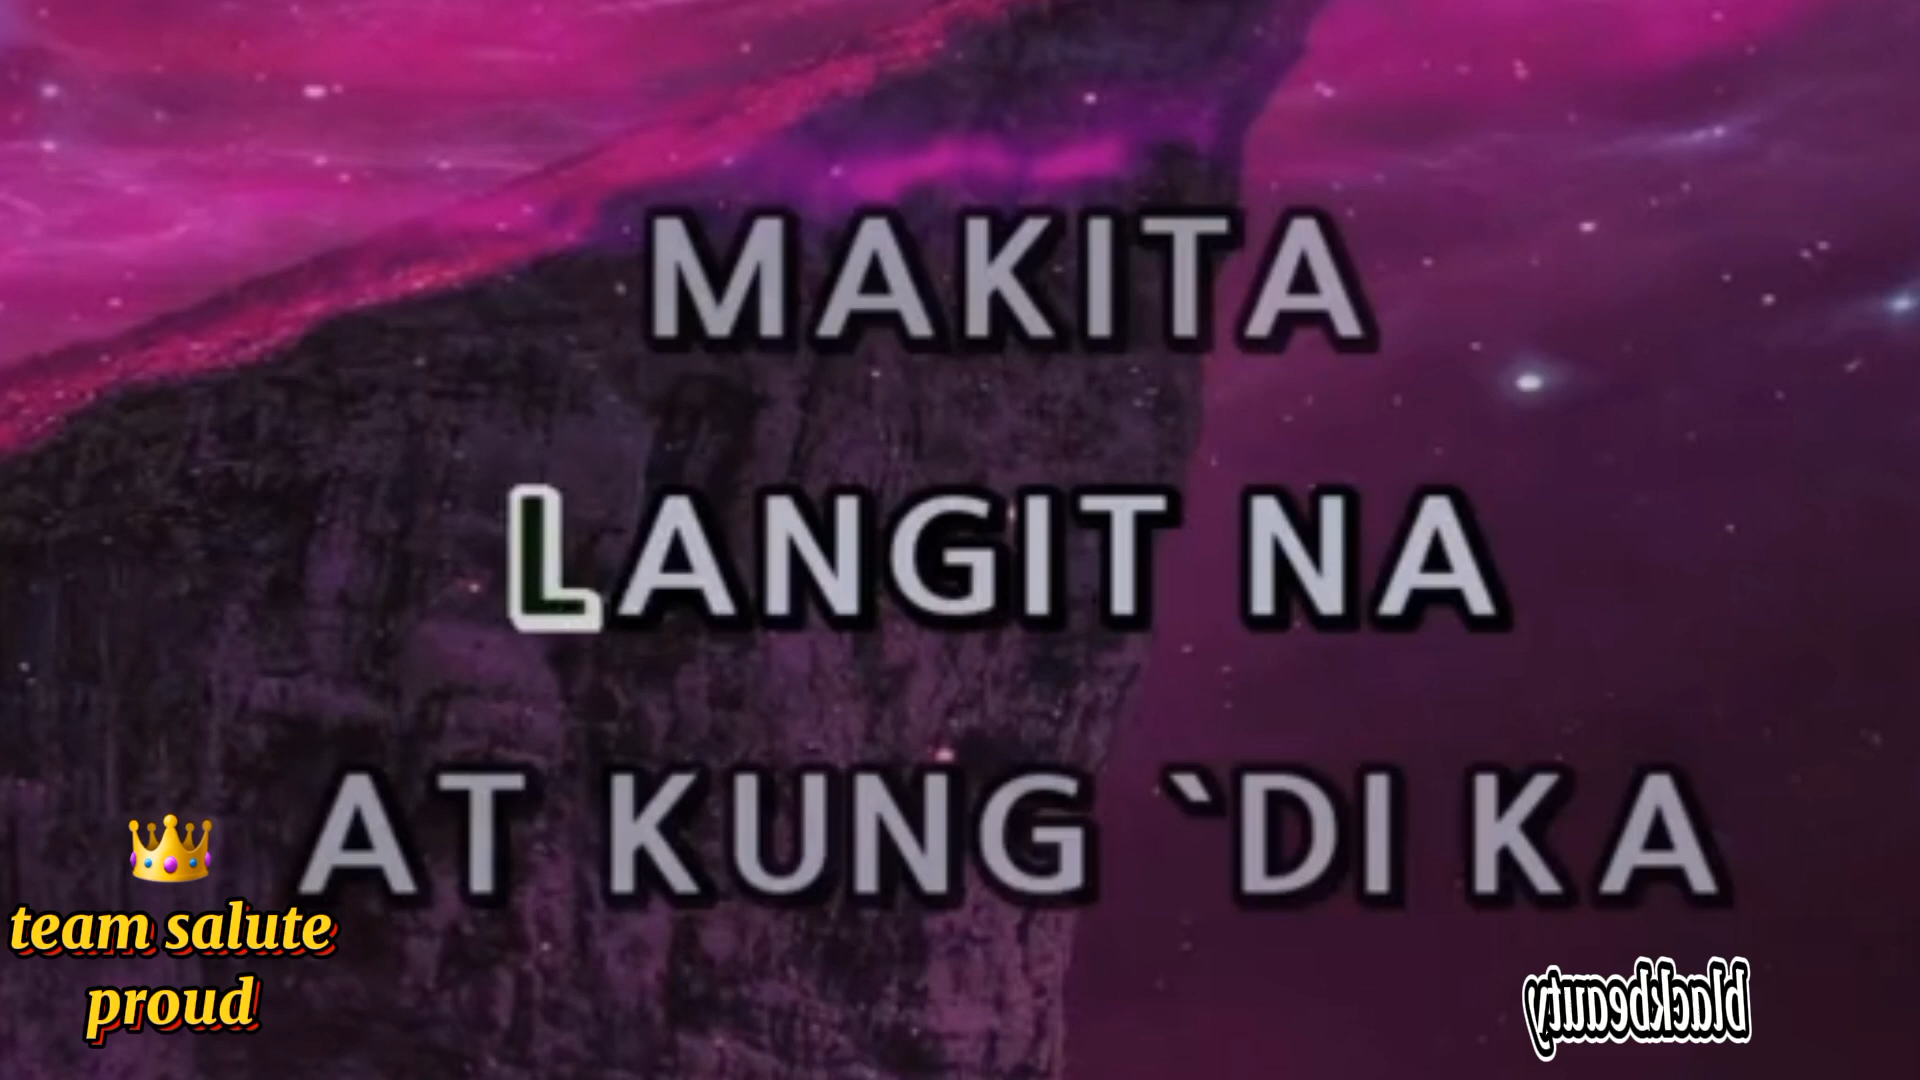 MAKITA
LANGIT NA
AT KUNG `DI KA
team salute
proud
blackbeauty